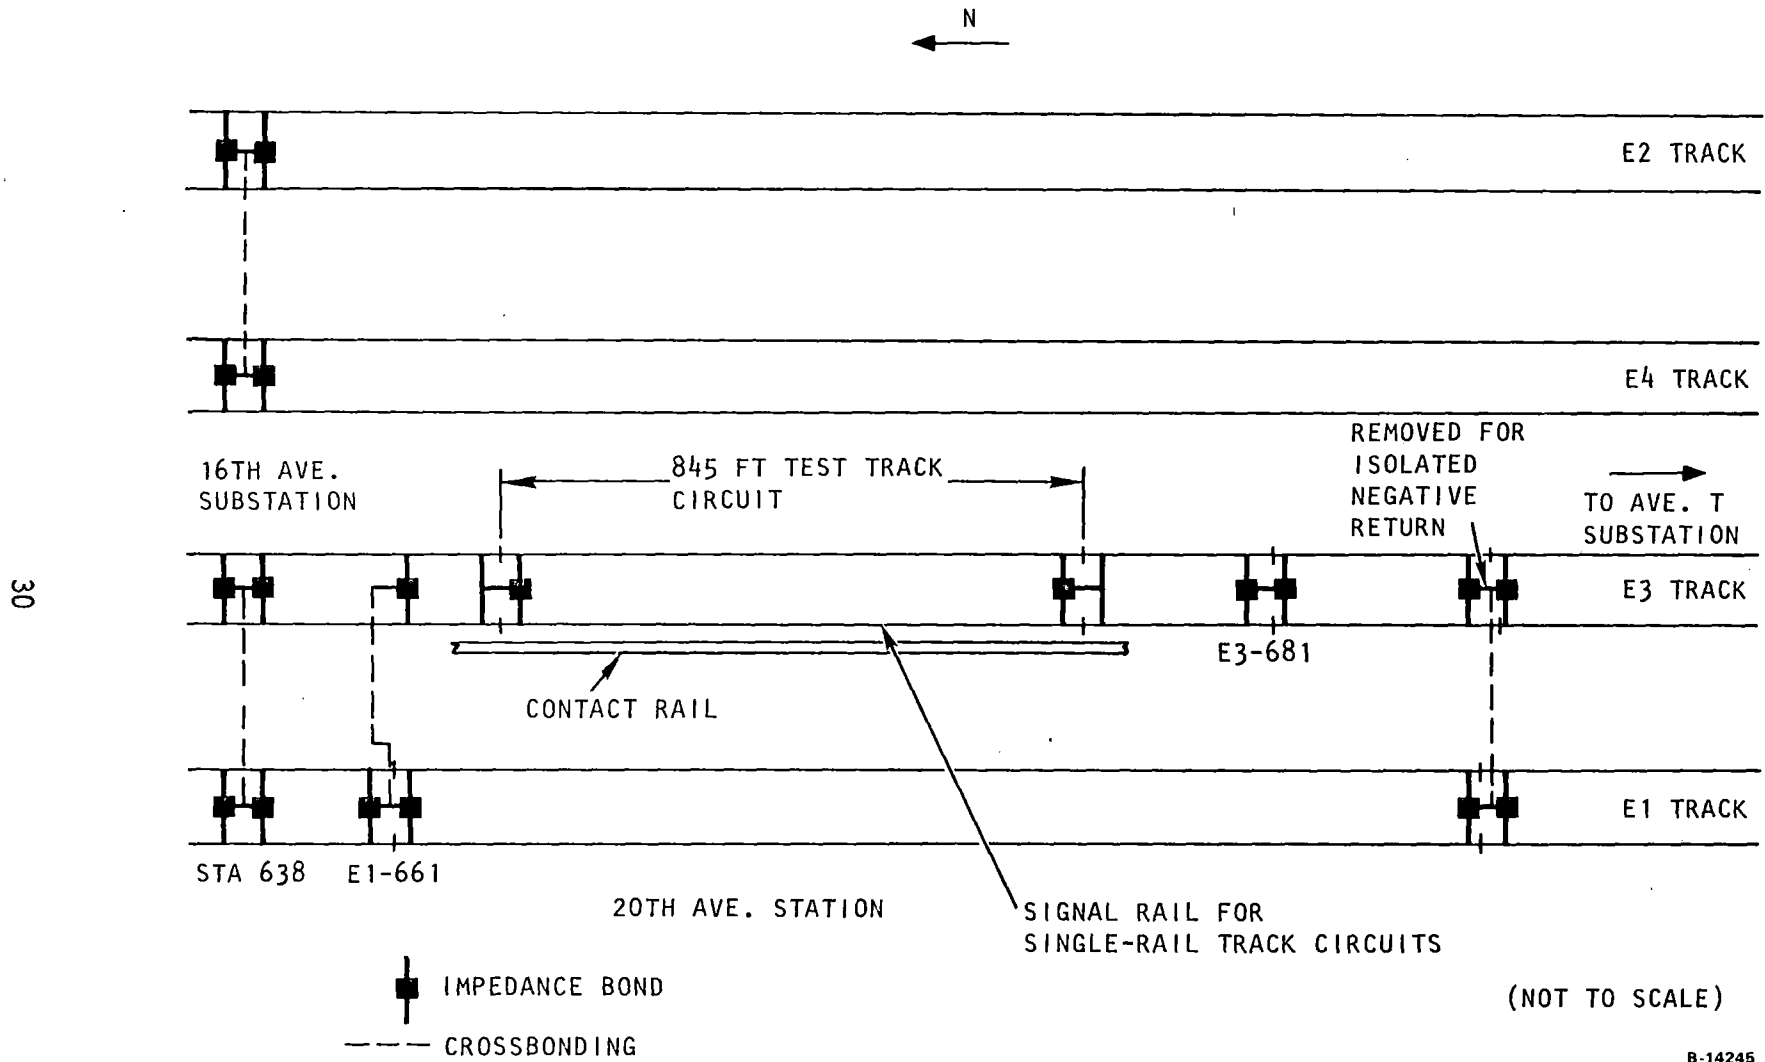 N
E2 TRACK
E4 TRACK
16TH AVE.
SUBSTATION
845 FT TEST TRACK
CIRCUIT
REMOVED FOR
ISOLATED
NEGATIVE
RETURN
TO AVE. T
SUBSTATION
E3 TRACK
E3-681
CONTACT RAIL
E1 TRACK
STA 638
E1-661
20TH AVE. STATION
SIGNAL RAIL FOR
SINGLE-RAIL TRACK CIRCUITS
IMPEDANCE BOND
CROSSBONDING
(NOT TO SCALE)
B-14245
30